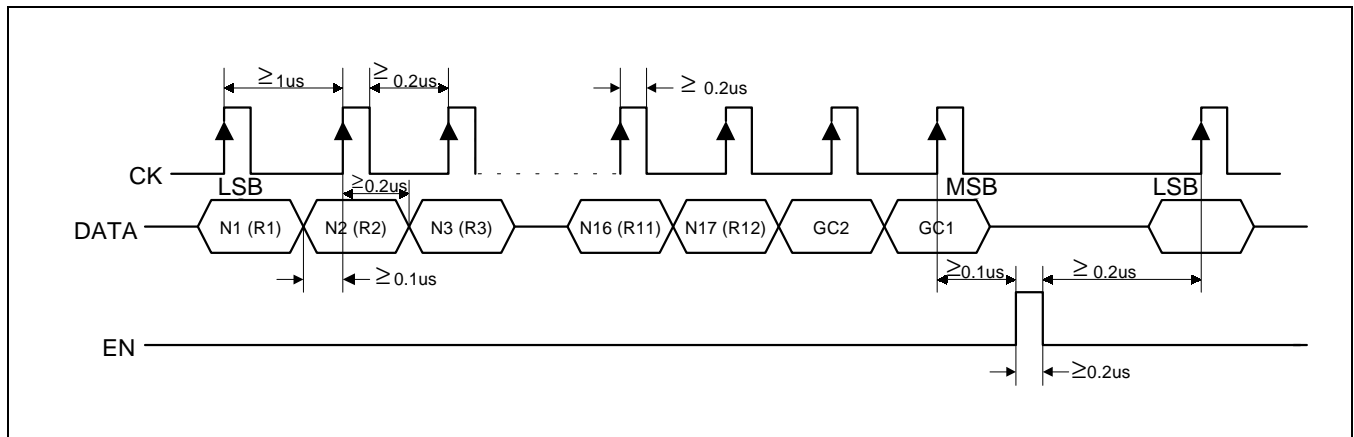 ≥1us ≥0.2us ≥0.2us
CK
LSB ≥0.2us MSB LSB
DATA N1 (R1) N2 (R2) N3 (R3) N16 (R11) N17 (R12) GC2 GC1
≥0.1us ≥0.1us ≥0.2us
EN
≥0.2us